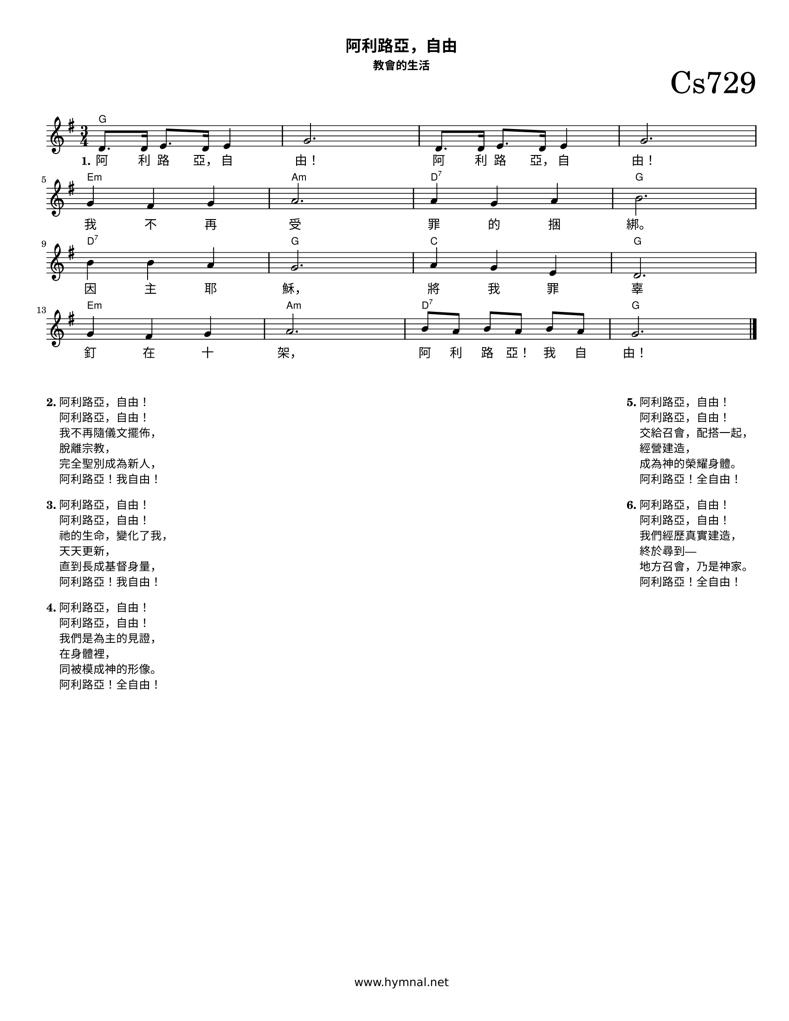 阿利路亞，自由
教會的生活
Cs729
G
3
4
1. 阿 利 路 亞，自 由！ 阿 利 路 亞，自 由！
5 Em Am D7 G
我 不 再 受 罪 的 捆 綁。
9 D7 G C G
因 主 耶 穌， 將 我 罪 辜
13 Em Am D7 G
釘 在 十 架， 阿 利 路 亞！ 我 自 由！
2. 阿利路亞，自由！
阿利路亞，自由！
我不再隨儀文擺佈，
脫離宗教，
完全聖別成為新人，
阿利路亞！我自由！
3. 阿利路亞，自由！
阿利路亞，自由！
祂的生命，變化了我，
天天更新，
直到長成基督身量，
阿利路亞！我自由！
4. 阿利路亞，自由！
阿利路亞，自由！
我們是為主的見證，
在身體裡，
同被模成神的形像。
阿利路亞！全自由！
5. 阿利路亞，自由！
阿利路亞，自由！
交給召會，配搭一起，
經營建造，
成為神的榮耀身體。
阿利路亞！全自由！
6. 阿利路亞，自由！
阿利路亞，自由！
我們經歷真實建造，
終於尋到—
地方召會，乃是神家。
阿利路亞！全自由！
www.hymnal.net